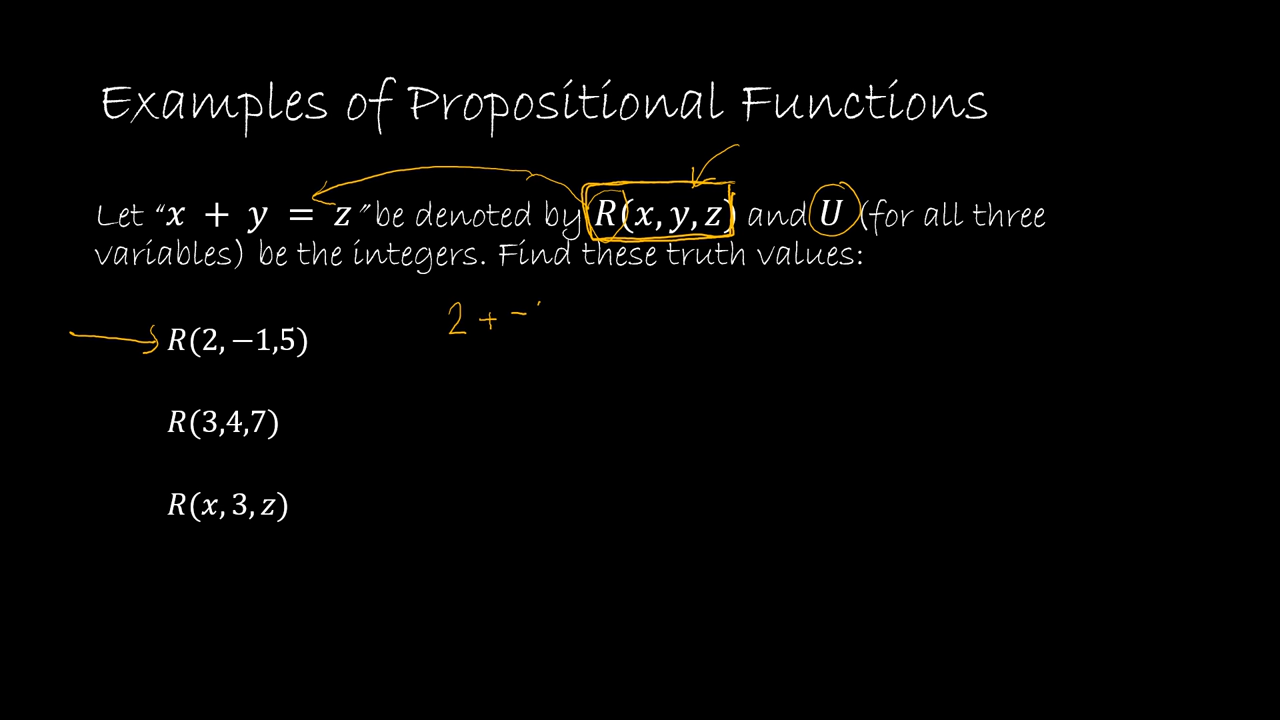 Examples of Propositional Functions
Let “x + y = z” be denoted by R(x, y, z) and U (for all three
variables) be the integers. Find these truth values:
2 + -
R(2, −1,5)
R(3,4,7)
R(x, 3, z)